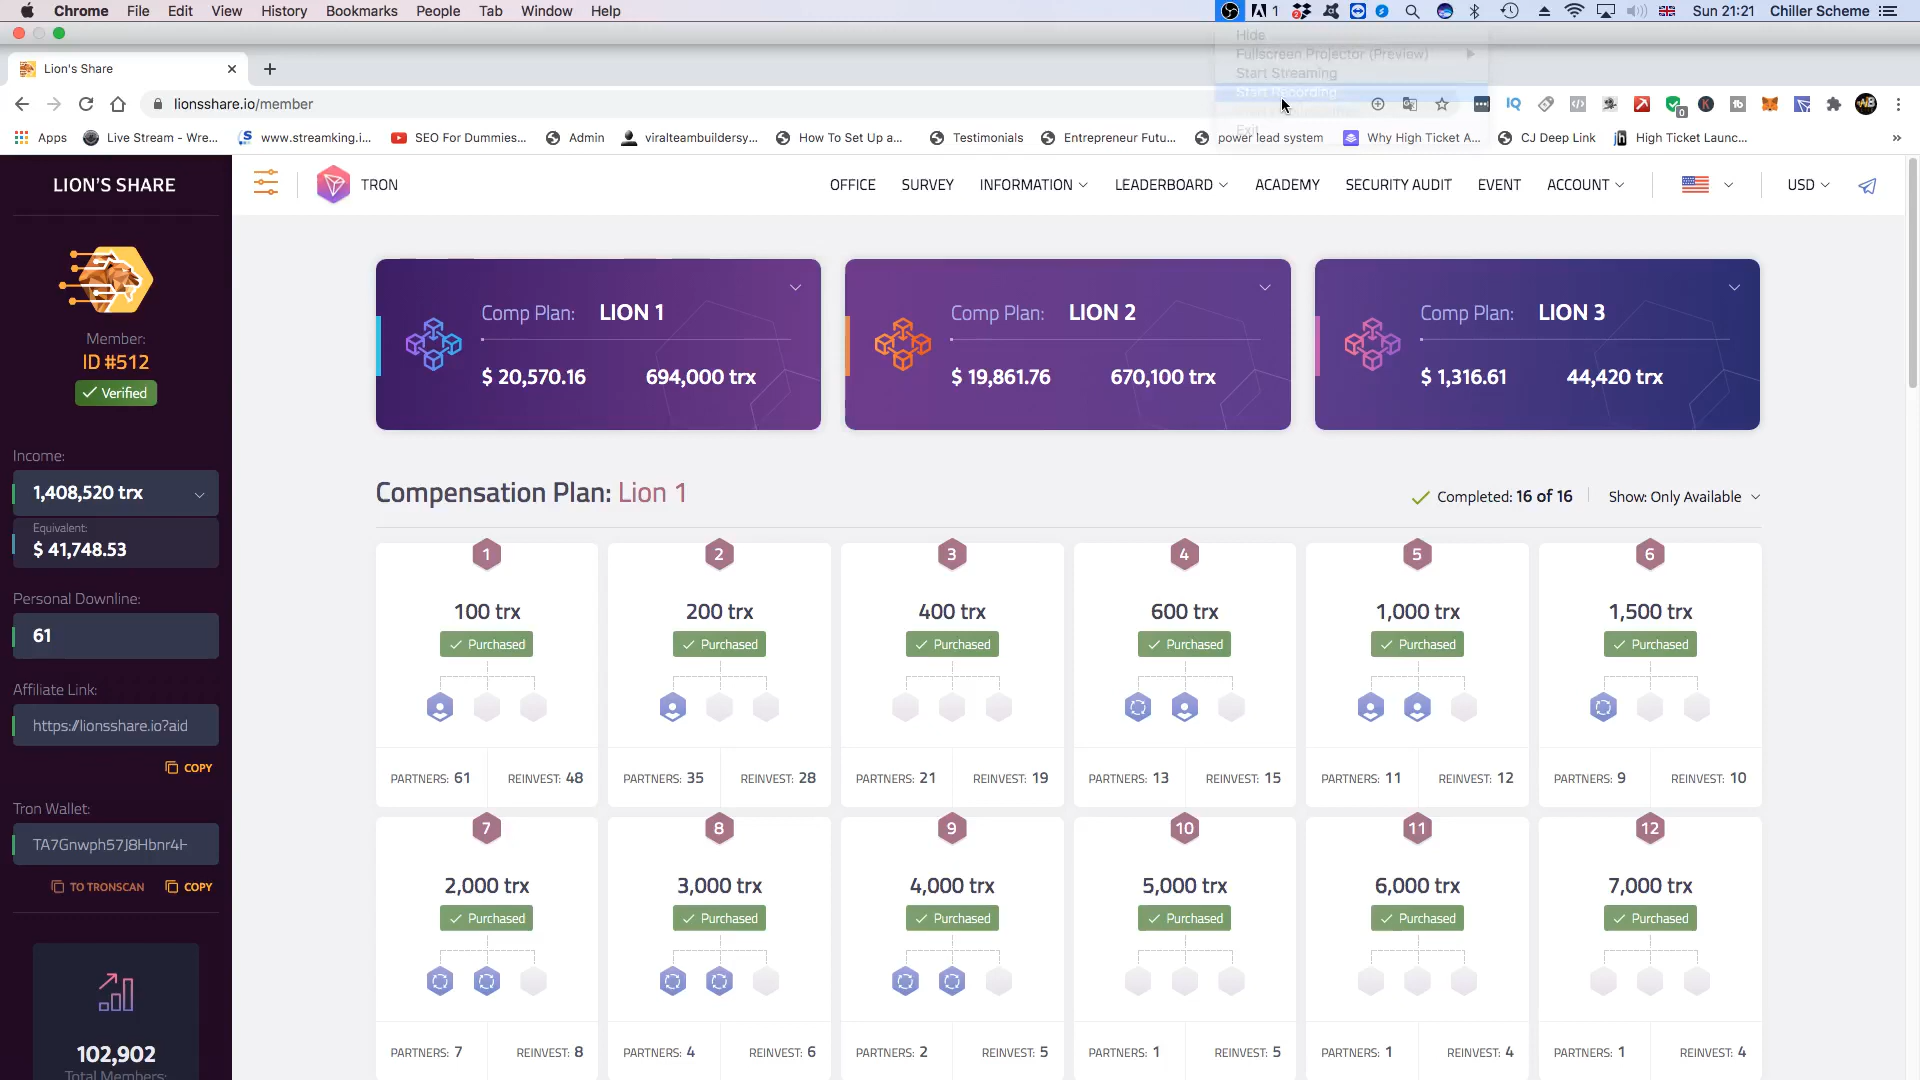 Chrome File Edit View History Bookmarks People Tab Window Help 1 2 Sun 21:21 Chiller Scheme
Hide
Fullscreen Projector (Preview)
Start Streaming
Start Recording
Exit
Lion's Share
lionsshare.io/member
Apps Live Stream - Wre... www.streamking.i... SEO For Dummies... Admin viralteambuildersy... How To Set Up a... Testimonials Entrepreneur Futu... power lead system Why High Ticket A... CJ Deep Link High Ticket Launc... »
LION'S SHARE
TRON
OFFICE SURVEY INFORMATION LEADERBOARD ACADEMY SECURITY AUDIT EVENT ACCOUNT USD
Member:
ID #512
Verified
Income:
1,408,520 trx
Equivalent:
$ 41,748.53
Personal Downline:
61
Affiliate Link:
https://lionsshare.io?aid
COPY
Tron Wallet:
TA7Gnwph57J8Hbnr4H
TO TRONSCAN COPY
102,902
Total Members:
Comp Plan: LION 1
$ 20,570.16 694,000 trx
Comp Plan: LION 2
$ 19,861.76 670,100 trx
Comp Plan: LION 3
$ 1,316.61 44,420 trx
Compensation Plan: Lion 1
Completed: 16 of 16 Show: Only Available
1 2 3 4 5 6
100 trx 200 trx 400 trx 600 trx 1,000 trx 1,500 trx
Purchased Purchased Purchased Purchased Purchased Purchased
PARTNERS: 61 REINVEST: 48 PARTNERS: 35 REINVEST: 28 PARTNERS: 21 REINVEST: 19 PARTNERS: 13 REINVEST: 15 PARTNERS: 11 REINVEST: 12 PARTNERS: 9 REINVEST: 10
7 8 9 10 11 12
2,000 trx 3,000 trx 4,000 trx 5,000 trx 6,000 trx 7,000 trx
Purchased Purchased Purchased Purchased Purchased Purchased
PARTNERS: 7 REINVEST: 8 PARTNERS: 4 REINVEST: 6 PARTNERS: 2 REINVEST: 5 PARTNERS: 1 REINVEST: 5 PARTNERS: 1 REINVEST: 4 PARTNERS: 1 REINVEST: 4